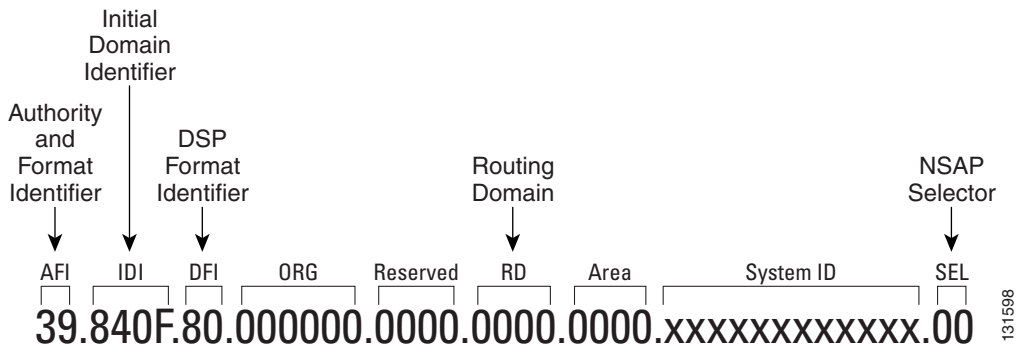 Initial
Domain
Identifier
Authority
and
Format
Identifier
DSP
Format
Identifier
Routing
Domain
NSAP
Selector
AFI IDI DFI ORG Reserved RD Area System ID SEL
39.840F.80.000000.0000.0000.0000.xxxxxxxxxxxx.00
131598